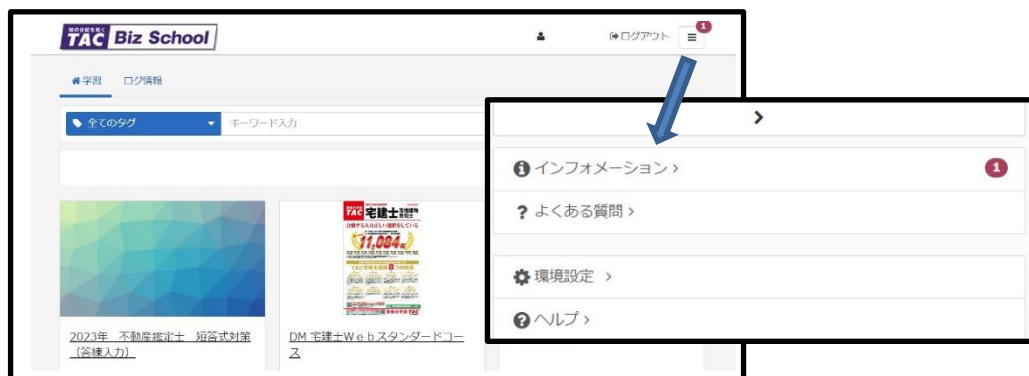 TAC Biz School
ログアウト
1
学習 ログ情報
全てのタグ
キーワード入力
インフォメーション
1
よくある質問
環境設定
ヘルプ
TAC 宅建士
11,084
2023年 不動産鑑定士 短答式対策
（答練入力）
DM 宅建士Ｗｅｂスタンダードコー
ス